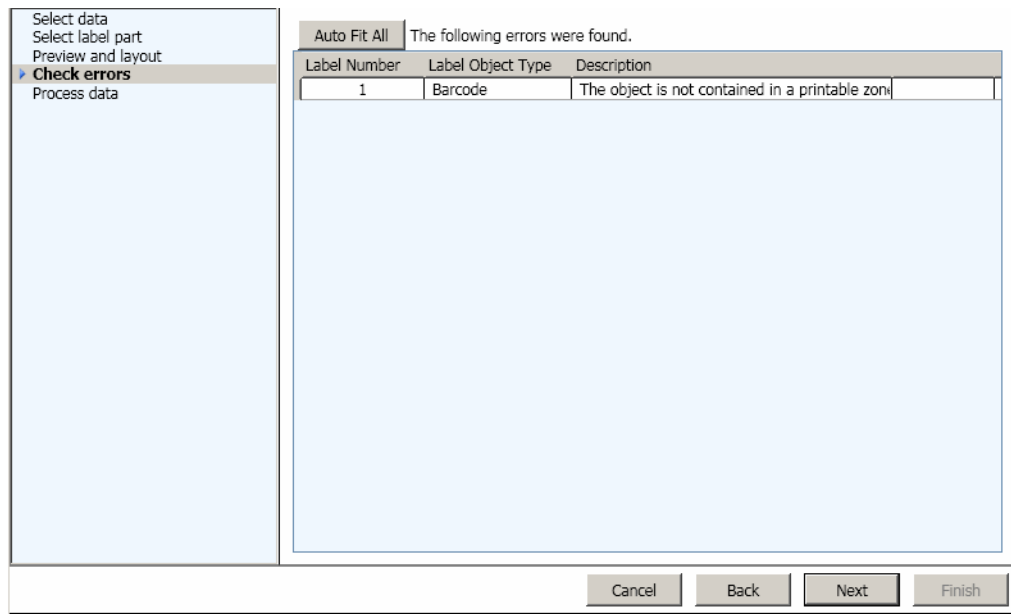 Select data
Select label part
Preview and layout
Check errors
Process data
Auto Fit All The following errors were found.
Label Number Label Object Type Description
1 Barcode The object is not contained in a printable zone
Cancel Back Next Finish